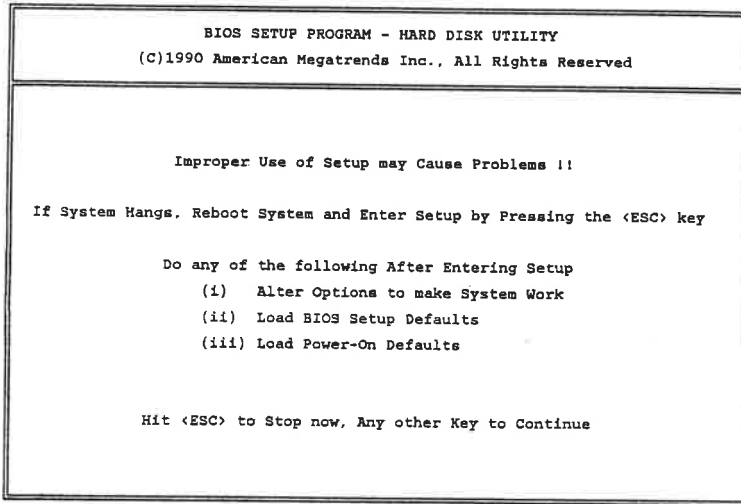 BIOS SETUP PROGRAM - HARD DISK UTILITY
(C)1990 American Megatrends Inc., All Rights Reserved
Improper Use of Setup may Cause Problems !!
If System Hangs, Reboot System and Enter Setup by Pressing the <ESC> key
Do any of the following After Entering Setup
(i) Alter Options to make System Work
(ii) Load BIOS Setup Defaults
(iii) Load Power-On Defaults
Hit <ESC> to Stop now, Any other Key to Continue